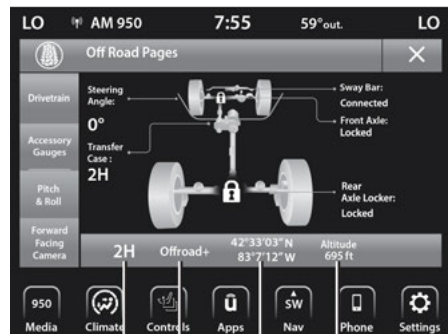 LO AM 950 7:55 59°out. LO
Off Road Pages
Drivetrain
Accessory
Gauges
Pitch
& Roll
Forward
Facing
Camera
Steering
Angle:
0°
Transfer
Case :
2H
Sway Bar:
Connected
Front Axle:
Locked
Rear
Axle Locker:
Locked
2H Offroad+ 42°33'03" N
83°7'12" W
Altitude
695 ft
950
Media
Climate
Controls
ū
Apps
SW
Nav
Phone
Settings